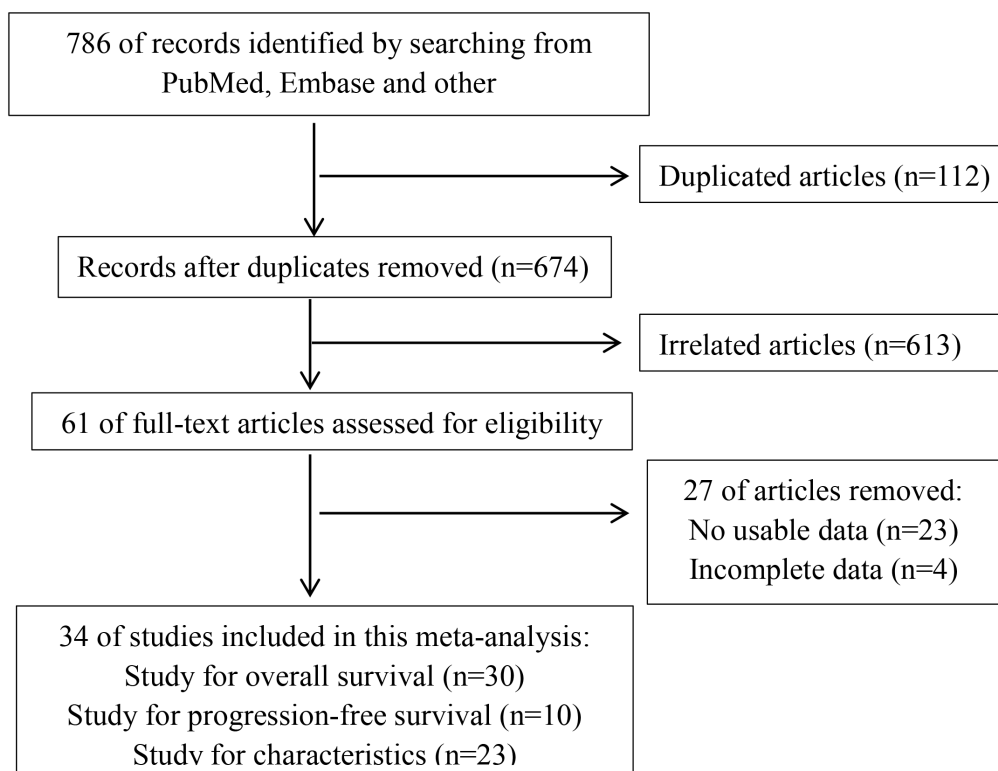 786 of records identified by searching from
PubMed, Embase and other
Duplicated articles (n=112)
Records after duplicates removed (n=674)
Irrelated articles (n=613)
61 of full-text articles assessed for eligibility
27 of articles removed:
No usable data (n=23)
Incomplete data (n=4)
34 of studies included in this meta-analysis:
Study for overall survival (n=30)
Study for progression-free survival (n=10)
Study for characteristics (n=23)